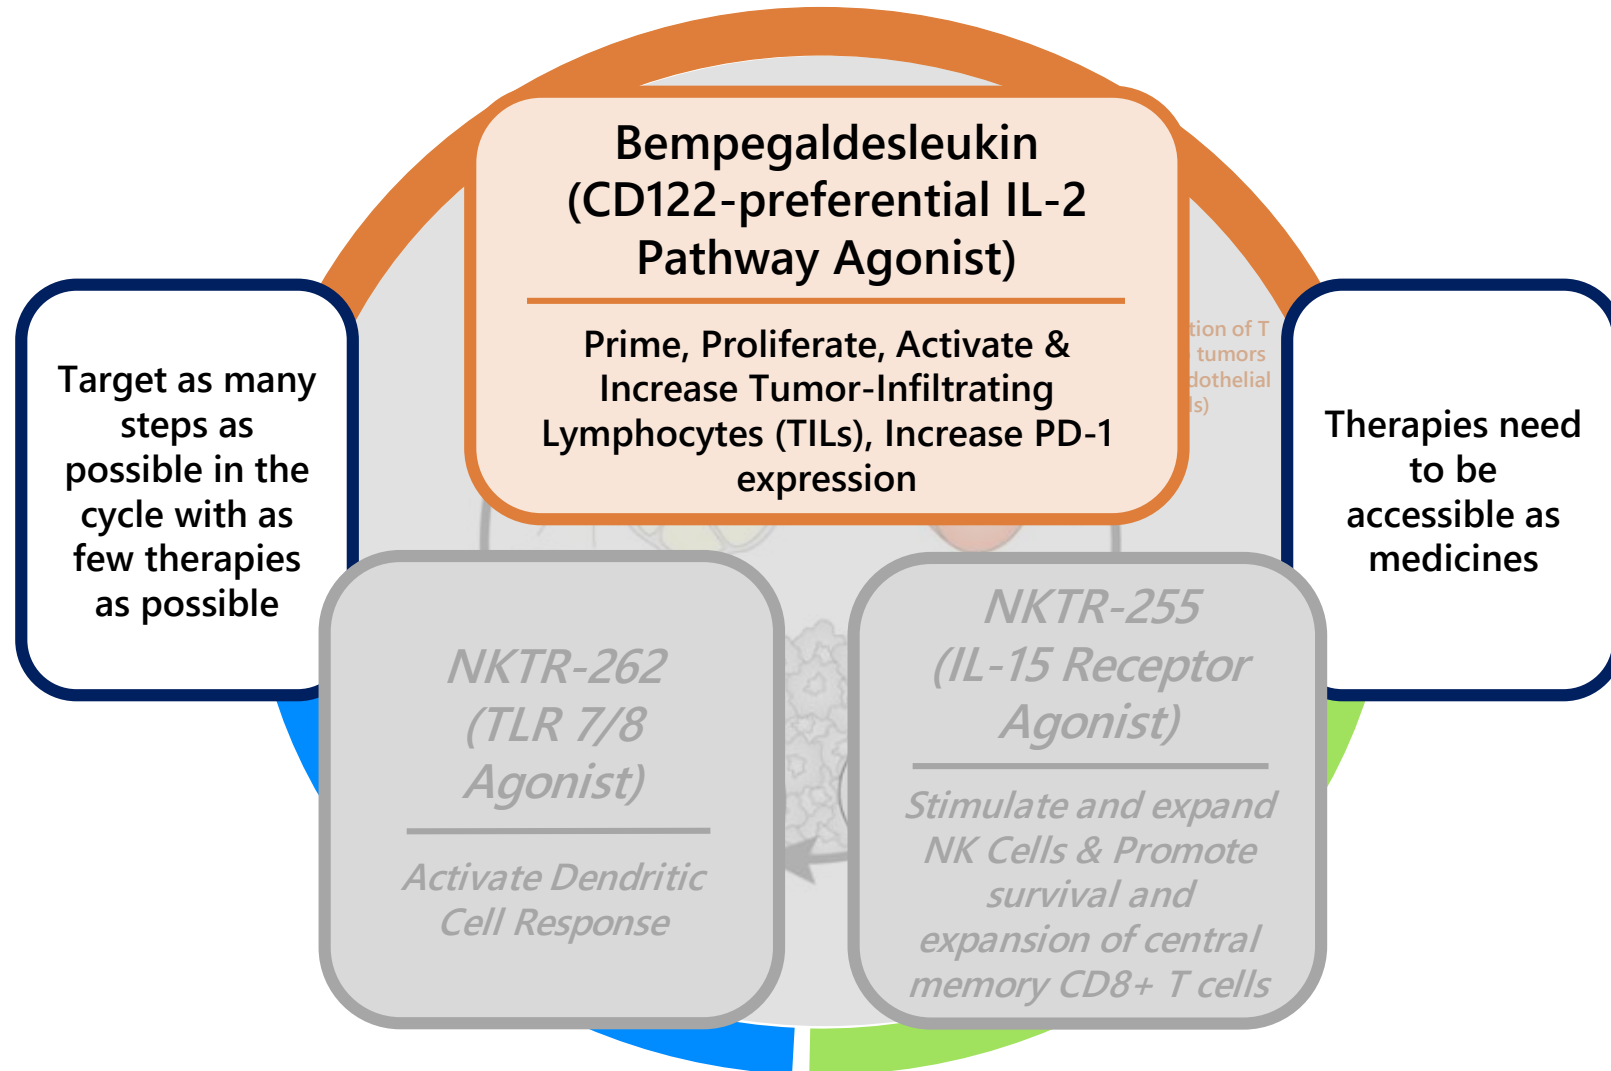 Bempegaldesleukin
(CD122-preferential IL-2
Pathway Agonist)
Prime, Proliferate, Activate &
Increase Tumor-Infiltrating
Lymphocytes (TILs), Increase PD-1
expression
of T
tumors
Target as many
steps as
possible in the
cycle with as
few therapies
as possible
Therapies need
to be
accessible as
medicines
NKTR-262
(TLR 7/8
Agonist)
Activate Dendritic
Cell Response
NKTR-255
(IL-15 Receptor
Agonist)
Stimulate and expand
NK Cells & Promote
survival and
expansion of central
memory CD8+ T cells